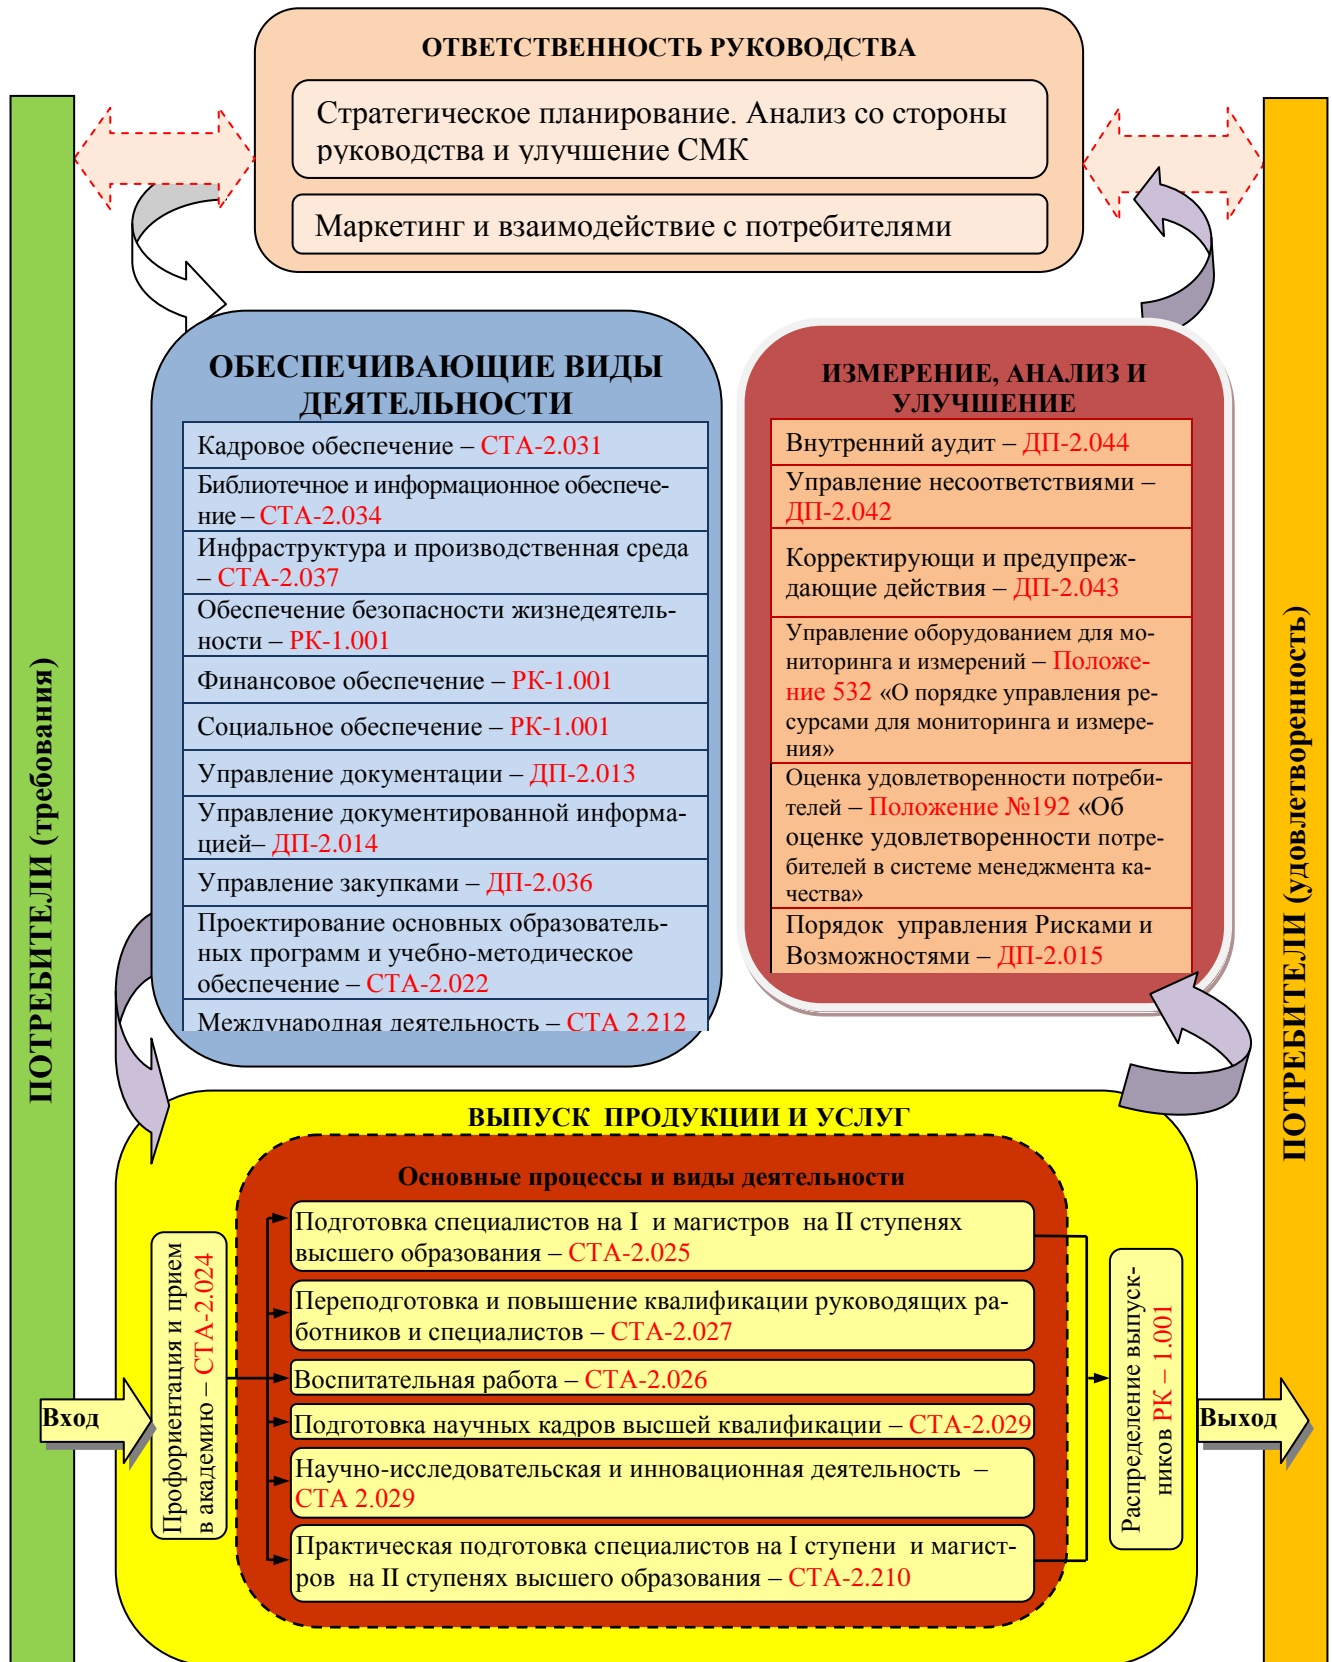 ОТВЕТСТВЕННОСТЬ РУКОВОДСТВА
Стратегическое планирование. Анализ со стороны
руководства и улучшение СМК
Маркетинг и взаимодействие с потребителями
ПОТРЕБИТЕЛИ (требования)
ОБЕСПЕЧИВАЮЩИЕ ВИДЫ
ДЕЯТЕЛЬНОСТИ
Кадровое обеспечение – СТА-2.031
Библиотечное и информационное обеспече-
ние – СТА-2.034
Инфраструктура и производственная среда
– СТА-2.037
Обеспечение безопасности жизнедеятель-
ности – РК-1.001
Финансовое обеспечение – РК-1.001
Социальное обеспечение – РК-1.001
Управление документации – ДП-2.013
Управление документированной информа-
цией– ДП-2.014
Управление закупками – ДП-2.036
Проектирование основных образователь-
ных программ и учебно-методическое
обеспечение – СТА-2.022
Международная деятельность – СТА 2.212
ИЗМЕРЕНИЕ, АНАЛИЗ И
УЛУЧШЕНИЕ
Внутренний аудит – ДП-2.044
Управление несоответствиями –
ДП-2.042
Корректирующи и предупреж-
дающие действия – ДП-2.043
Управление оборудованием для мо-
ниторинга и измерений – Положе-
ние 532 «О порядке управления ре-
сурсами для мониторинга и измере-
ния»
Оценка удовлетворенности потреби-
телей – Положение №192 «Об
оценке удовлетворенности потре-
бителей в системе менеджмента ка-
чества»
Порядок управления Рисками и
Возможностями – ДП-2.015
ПОТРЕБИТЕЛИ (удовлетворенность)
ВЫПУСК ПРОДУКЦИИ И УСЛУГ
Основные процессы и виды деятельности
Вход
Профориентация и прием
в академию – СТА-2.024
Подготовка специалистов на I и магистров на II ступенях
высшего образования – СТА-2.025
Переподготовка и повышение квалификации руководящих ра-
ботников и специалистов – СТА-2.027
Воспитательная работа – СТА-2.026
Подготовка научных кадров высшей квалификации – СТА-2.029
Научно-исследовательская и инновационная деятельность –
СТА 2.029
Практическая подготовка специалистов на I ступени и магист-
ров на II ступенях высшего образования – СТА-2.210
Распределение выпуск-
ников РК – 1.001
Выход